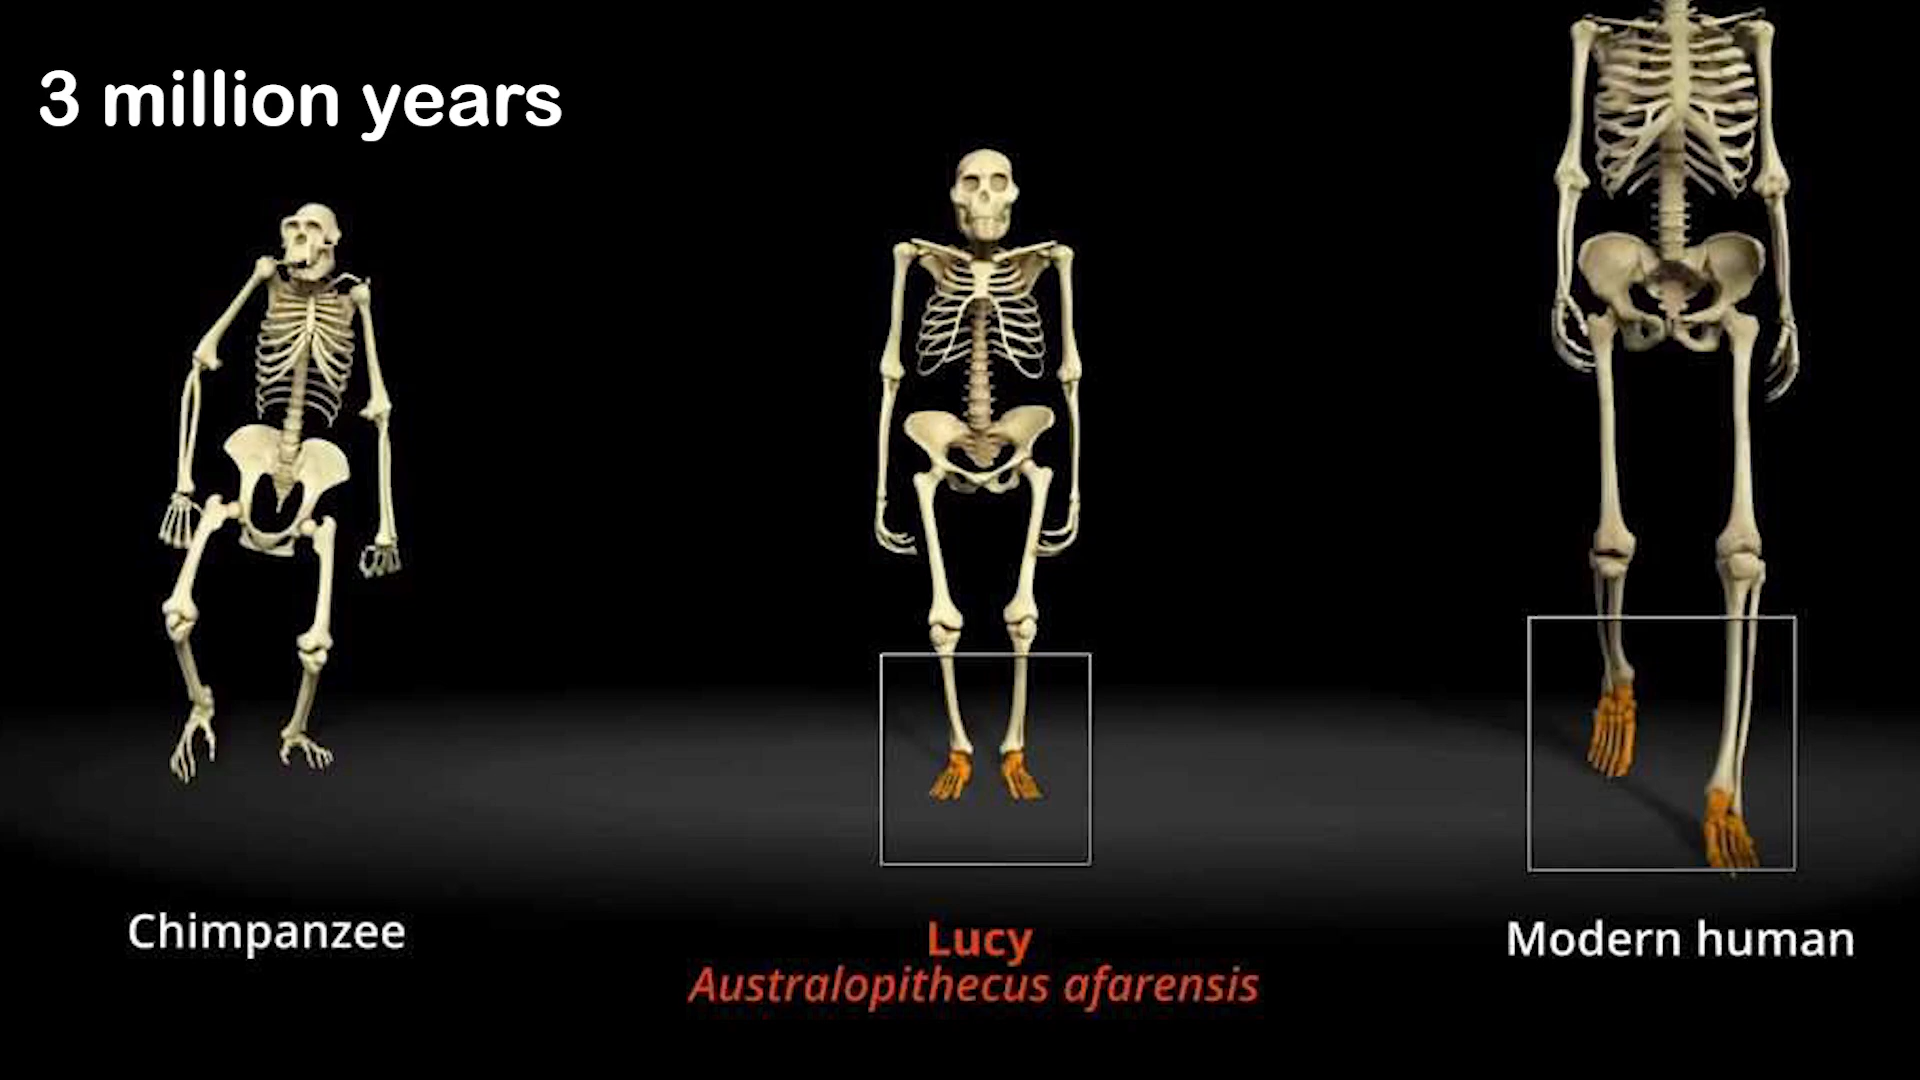 3 million years
Chimpanzee
Lucy
Australopithecus afarensis
Modern human